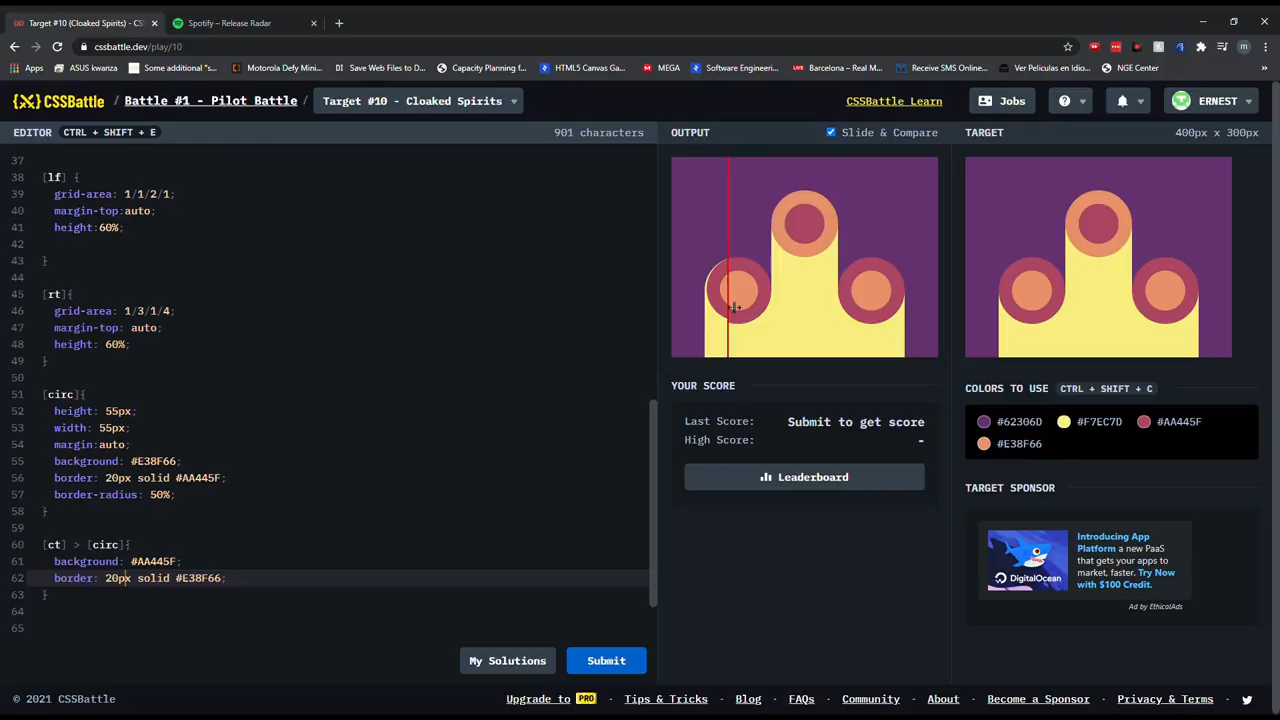 Target #10 (Cloaked Spirits) - CSS
Spotify – Release Radar
cssbattle.dev/play/10
Apps
ASUS kwanza
Some additional "s...
Motorola Defy Mini...
Save Web Files to D...
Capacity Planning f...
HTML5 Canvas Ga...
MEGA
Software Engineeri...
LIVE Barcelona – Real M...
Receive SMS Online...
Ver Peliculas en Idio...
NGE Center
CSSBattle / Battle #1 - Pilot Battle / Target #10 - Cloaked Spirits
CSSBattle Learn
Jobs
ERNEST
EDITOR CTRL + SHIFT + E 901 characters
OUTPUT Slide & Compare
TARGET 400px x 300px
37
38 [lf] {
39 grid-area: 1/1/2/1;
40 margin-top:auto;
41 height:60%;
42
43 }
44
45 [rt]{
46 grid-area: 1/3/1/4;
47 margin-top: auto;
48 height: 60%;
49 }
50
51 [circ]{
52 height: 55px;
53 width: 55px;
54 margin:auto;
55 background: #E38F66;
56 border: 20px solid #AA445F;
57 border-radius: 50%;
58 }
59
60 [ct] > [circ]{
61 background: #AA445F;
62 border: 20px solid #E38F66;
63 }
64
65
My Solutions
Submit
YOUR SCORE
Last Score: Submit to get score
High Score: -
Leaderboard
COLORS TO USE CTRL + SHIFT + C
#62306D #F7EC7D #AA445F
#E38F66
TARGET SPONSOR
DigitalOcean
Introducing App
Platform a new PaaS
that gets your apps to
market, faster. Try Now
with $100 Credit.
Ad by EthicalAds
© 2021 CSSBattle
Upgrade to PRO · Tips & Tricks · Blog · FAQs · Community · About · Become a Sponsor · Privacy & Terms ·